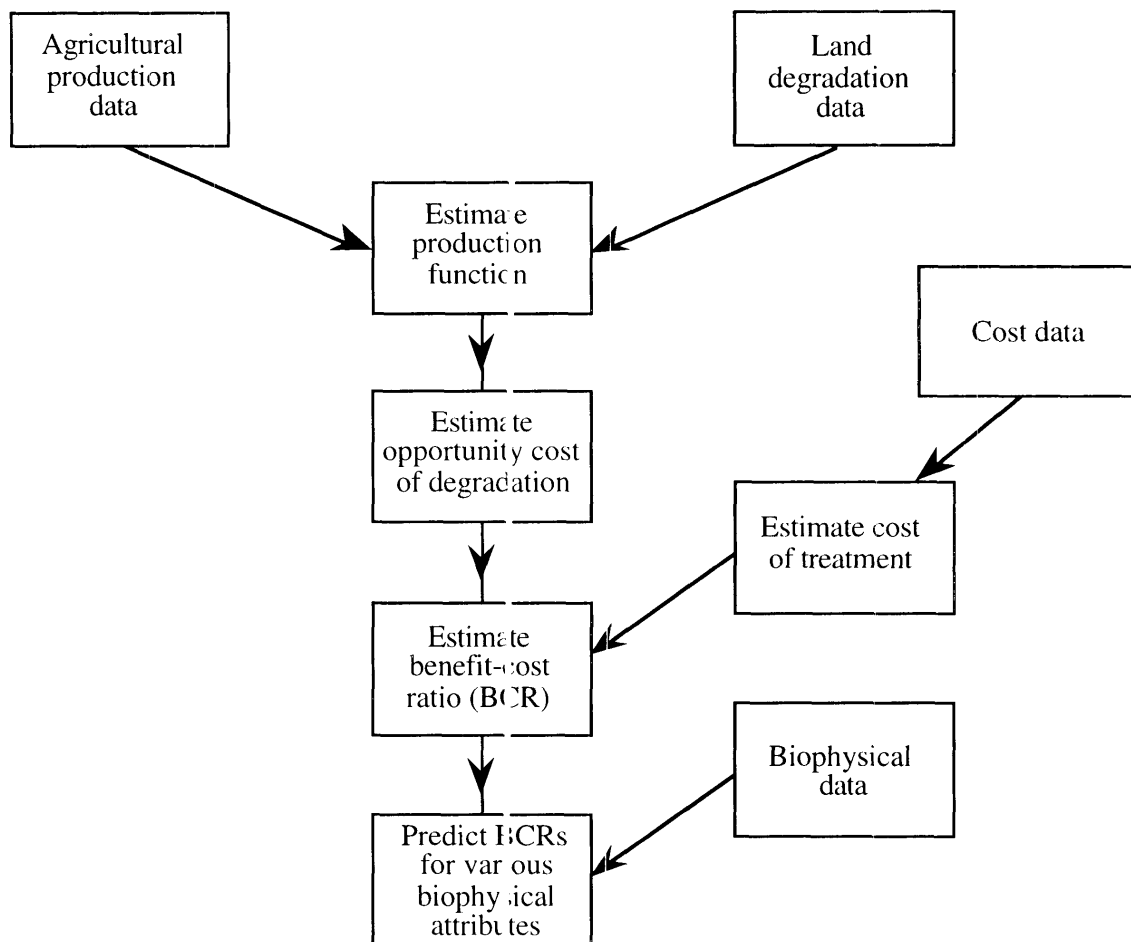 Agricultural
production
data
Land
degradation
data
Estimate
production
function
Cost data
Estimate
opportunity cost
of degradation
Estimate cost
of treatment
Estimate
benefit-cost
ratio (BCR)
Biophysical
data
Predict BCRs
for various
biophysical
attributes